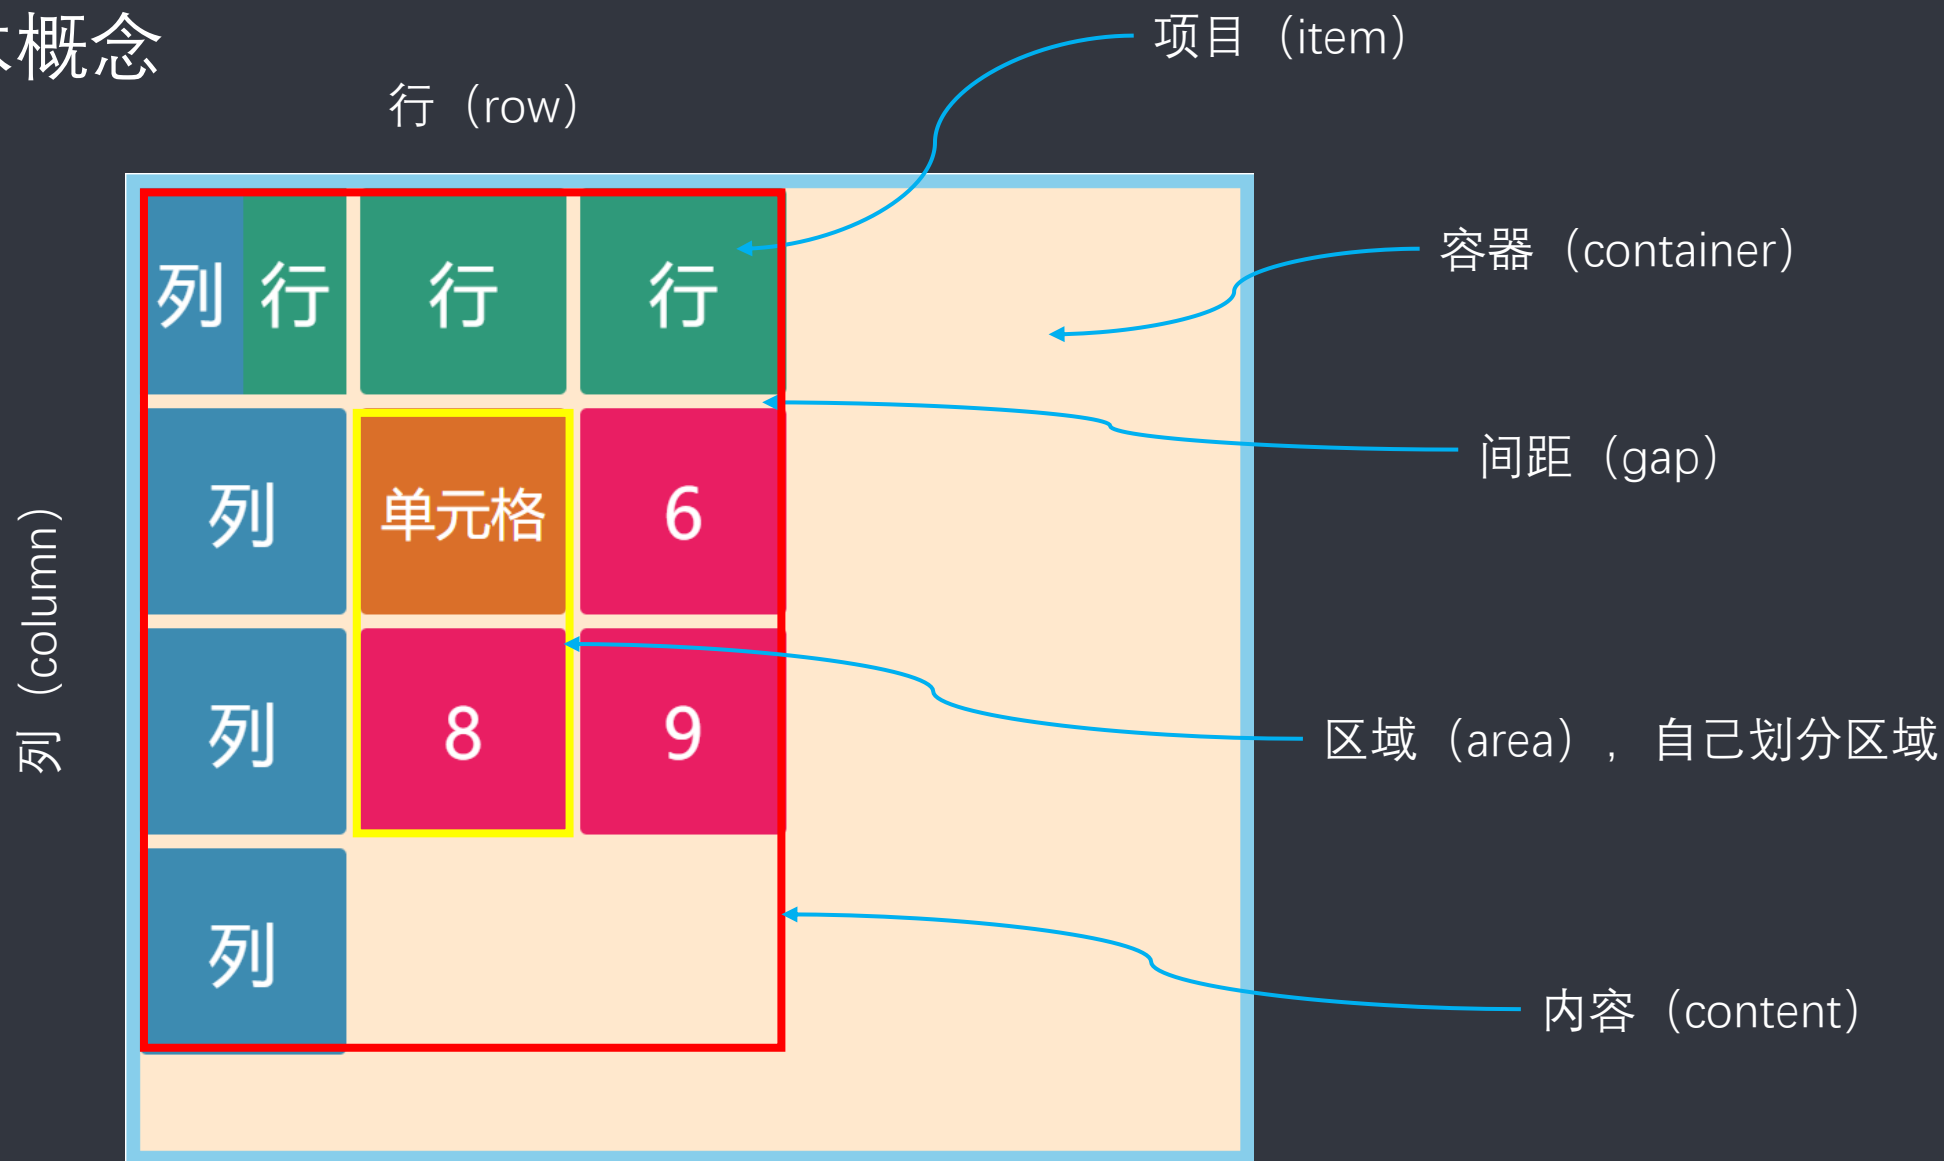 概念
项目（item）
行（row）
容器（container）
列 行 行 行
间距（gap）
列 单元格 6
列（column）
列 8 9
区域（area），自己划分区域
列
内容（content）